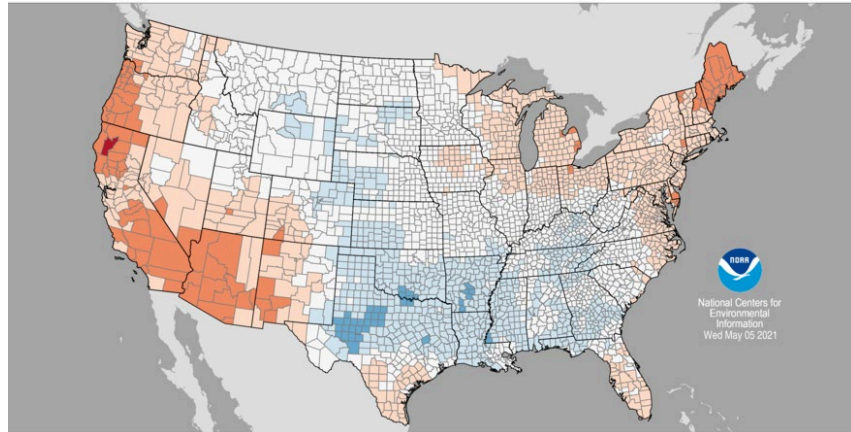 NOAA
National Centers for
Environmental
Information
Wed May 05 2021